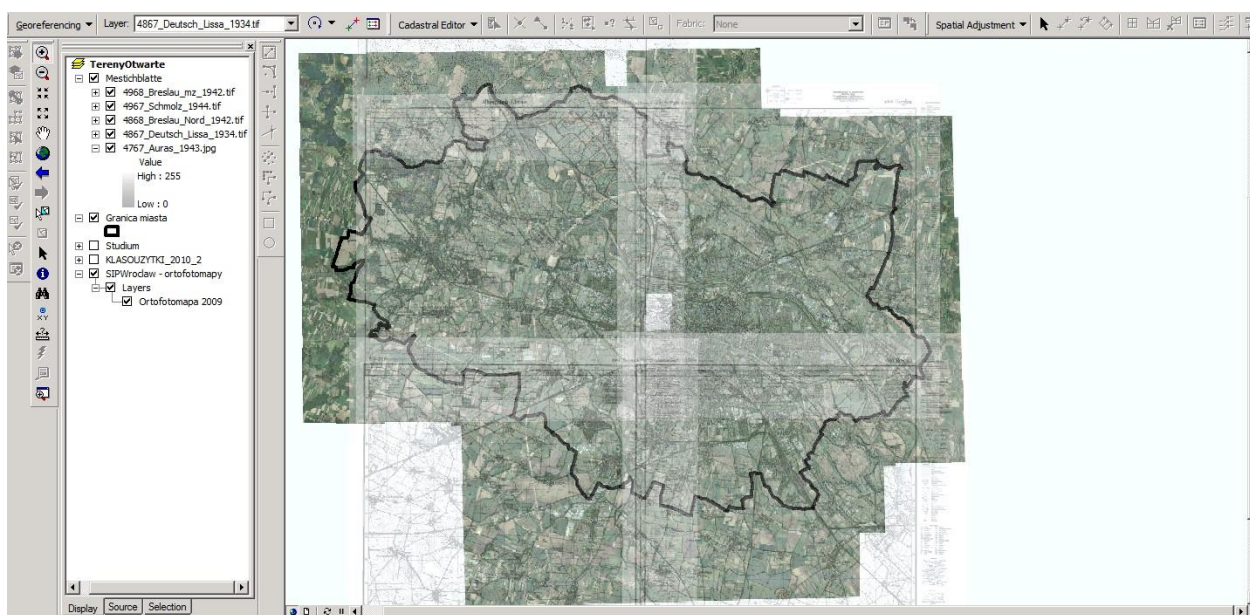 Georeferencing Layer: 4867_Deutsch_Lissa_1934.tif Cadastral Editor Fabric: None Spatial Adjustment
TerenyOtwarte
Mestichblatte
4968_Breslau_mz_1942.tif
4967_Schmolz_1944.tif
4868_Breslau_Nord_1942.tif
4867_Deutsch_Lissa_1934.tif
4767_Auras_1943.jpg
Value
High : 255
Low : 0
Granica miasta
Studium
KLASOUZYTKI_2010_2
SIPWroclaw - ortofotomapy
Layers
Ortofotomapa 2009
XY
Display Source Selection